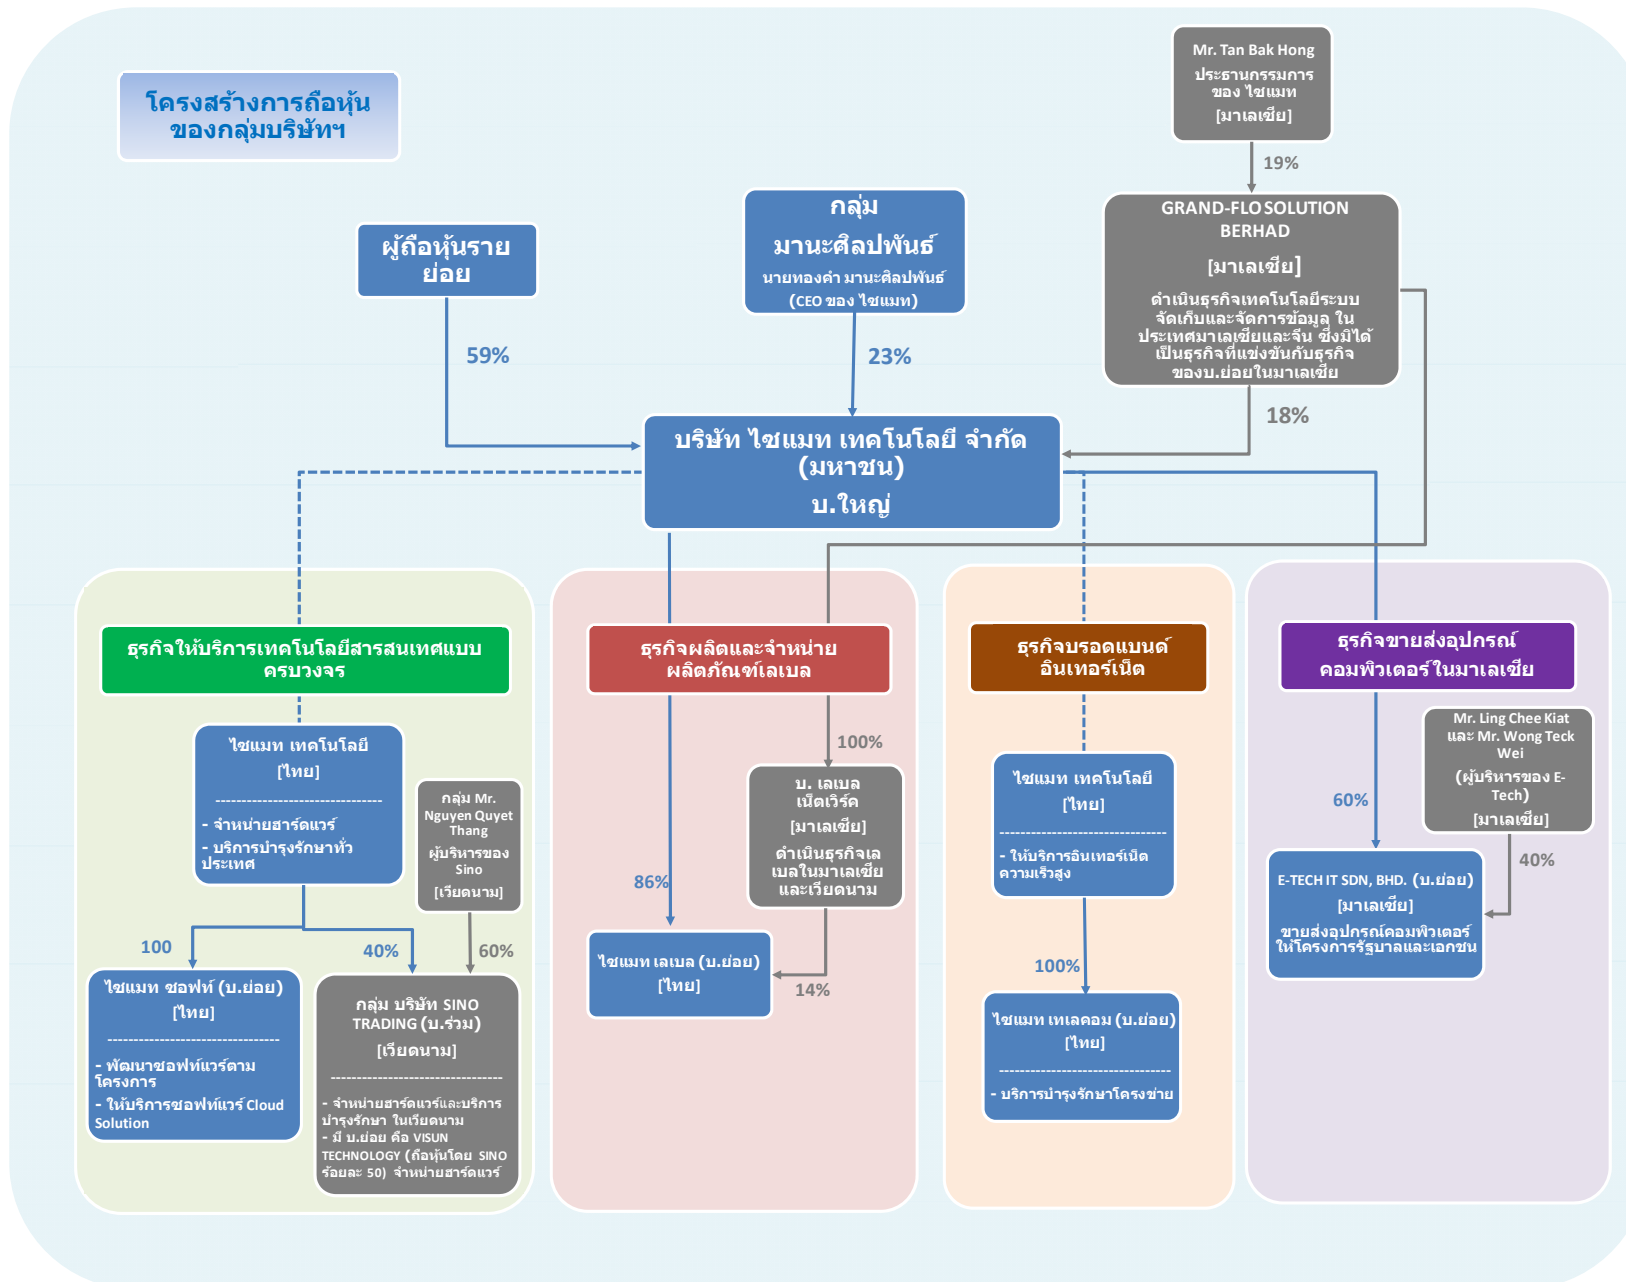 โครงสร้างการถือหุ้น
ของกลุ่มบริษัทฯ
Mr. Tan Bak Hong
ประธานกรรมการ
ของ ไซแมท
[มาเลเซีย]
19%
GRAND-FLO SOLUTION
BERHAD
[มาเลเซีย]
ดำเนินธุรกิจเทคโนโลยีระบบ
จัดเก็บและจัดการข้อมูล ใน
ประเทศมาเลเซียและจีน ซึ่งมิได้
เป็นธุรกิจที่แข่งขันกับธุรกิจ
ของบ.ย่อยในมาเลเซีย
กลุ่ม
มานะศิลปพันธ์
นายทองคำ มานะศิลปพันธ์
(CEO ของ ไซแมท)
ผู้ถือหุ้นราย
ย่อย
59%
23%
18%
บริษัท ไซแมท เทคโนโลยี จำกัด
(มหาชน)
บ.ใหญ่
ธุรกิจให้บริการเทคโนโลยีสารสนเทศแบบ
ครบวงจร
ไซแมท เทคโนโลยี
[ไทย]
--------------------------------
- จำหน่ายฮาร์ดแวร์
- บริการบำรุงรักษาทั่ว
ประเทศ
กลุ่ม Mr.
Nguyen Quyet
Thang
ผู้บริหารของ
Sino
[เวียดนาม]
100
40%
60%
ไซแมท ซอฟท์ (บ.ย่อย)
[ไทย]
---------------------------------
- พัฒนาซอฟท์แวร์ตาม
โครงการ
- ให้บริการซอฟท์แวร์ Cloud
Solution
กลุ่ม บริษัท SINO
TRADING (บ.ร่วม)
[เวียดนาม]
---------------------------------
- จำหน่ายฮาร์ดแวร์และบริการ
บำรุงรักษา ในเวียดนาม
- มี บ.ย่อย คือ VISUN
TECHNOLOGY (ถือหุ้นโดย SINO
ร้อยละ 50) จำหน่ายฮาร์ดแวร์
ธุรกิจผลิตและจำหน่าย
ผลิตภัณฑ์เลเบล
100%
บ. เลเบล
เน็ตเวิร์ค
[มาเลเซีย]
ดำเนินธุรกิจเล
เบลในมาเลเซีย
และเวียดนาม
86%
ไซแมท เลเบล (บ.ย่อย)
[ไทย]
14%
ธุรกิจบรอดแบนด์
อินเทอร์เน็ต
ไซแมท เทคโนโลยี
[ไทย]
--------------------------------
- ให้บริการอินเทอร์เน็ต
ความเร็วสูง
100%
ไซแมท เทเลคอม (บ.ย่อย)
[ไทย]
---------------------------------
- บริการบำรุงรักษาโครงข่าย
ธุรกิจขายส่งอุปกรณ์
คอมพิวเตอร์ในมาเลเซีย
Mr. Ling Chee Kiat
และ Mr. Wong Teck
Wei
(ผู้บริหารของ E-
Tech)
[มาเลเซีย]
60%
40%
E-TECH IT SDN, BHD. (บ.ย่อย)
[มาเลเซีย]
ขายส่งอุปกรณ์คอมพิวเตอร์
ให้โครงการรัฐบาลและเอกชน